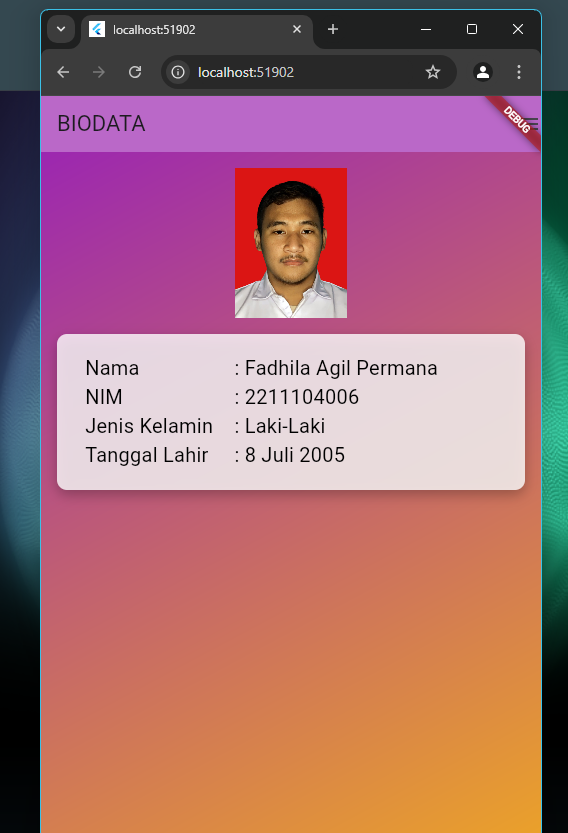 localhost:51902
localhost:51902
BIODATA
DEBUG
Nama : Fadhila Agil Permana
NIM : 2211104006
Jenis Kelamin : Laki-Laki
Tanggal Lahir : 8 Juli 2005